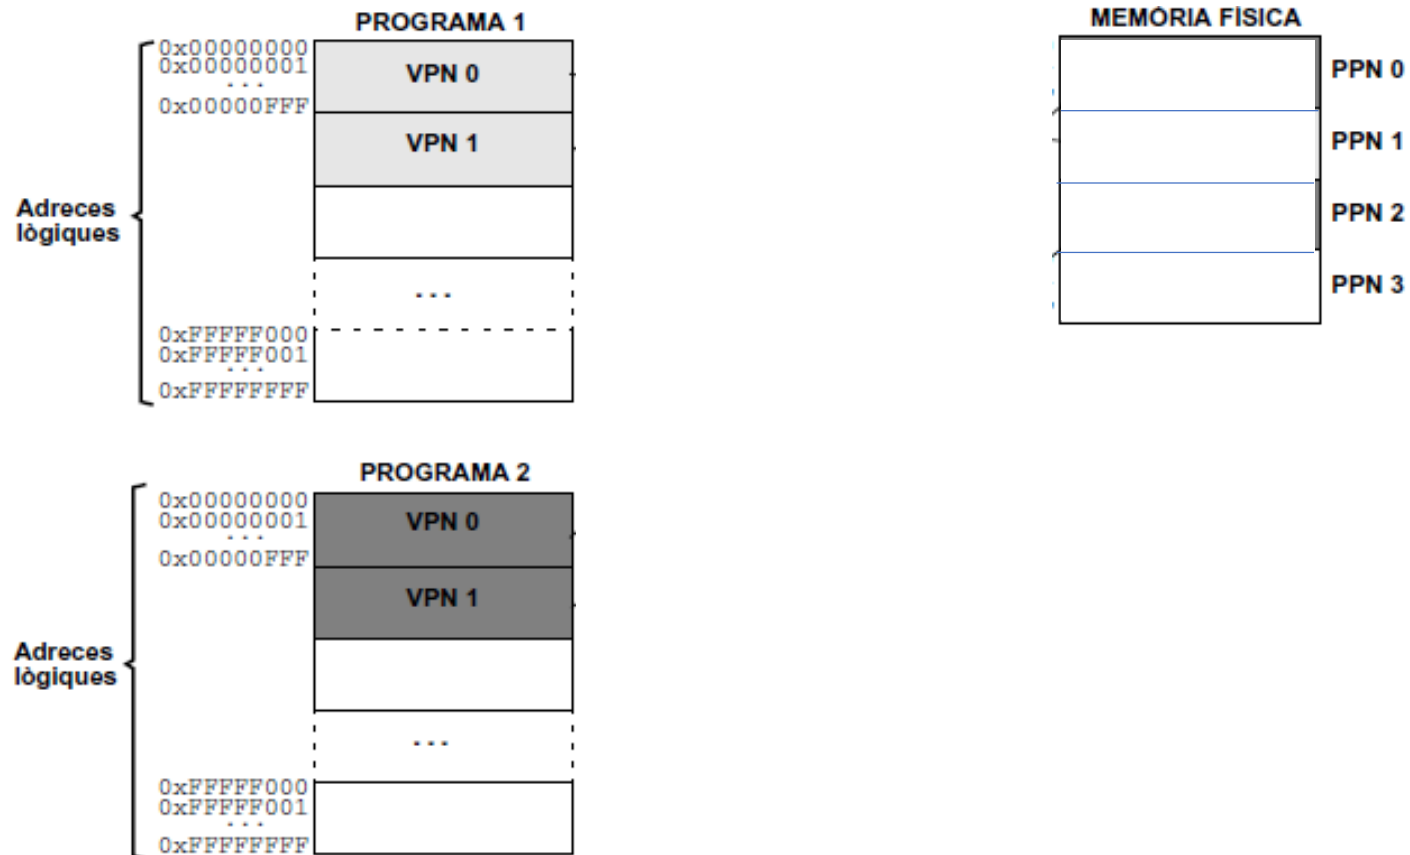 PROGRAMA 1
0x00000000
0x00000001
...
0x00000FFF
VPN 0
VPN 1
Adreces
lògiques
...
0xFFFFF000
0xFFFFF001
...
0xFFFFFFFF
MEMÒRIA FÍSICA
PPN 0
PPN 1
PPN 2
PPN 3
PROGRAMA 2
0x00000000
0x00000001
...
0x00000FFF
VPN 0
VPN 1
Adreces
lògiques
...
0xFFFFF000
0xFFFFF001
...
0xFFFFFFFF